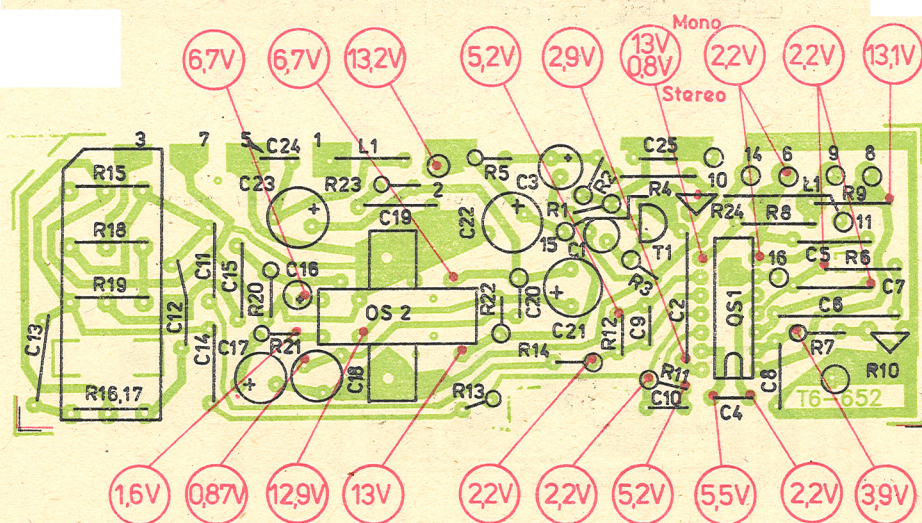 Mono
6,7V 6,7V 13,2V 5,2V 2,9V 13V 2,2V 2,2V 13,1V
0.8V
Stereo
3 7 5 C24 1 L1 C25 14 6 9 8
R15 C23 R23 2 R5 C3 R2 R4 10 L1 R9
C19 C22 R1 R24 R8 11
R18 15 C1 T1 C5 R6
C11 C15 C16 R3 16 C7
R19 R20 R22 C20 C2 C6
C12 OS 2 C21 R12 C9 OS1
C13 C14 C17 R21 R14 R7 R10
C18 R11 C8
R16,17 R13 C10 C4 T6-652
1,6V 0,87V 12,9V 13V 2,2V 2,2V 5,2V 5,5V 2,2V 3,9V